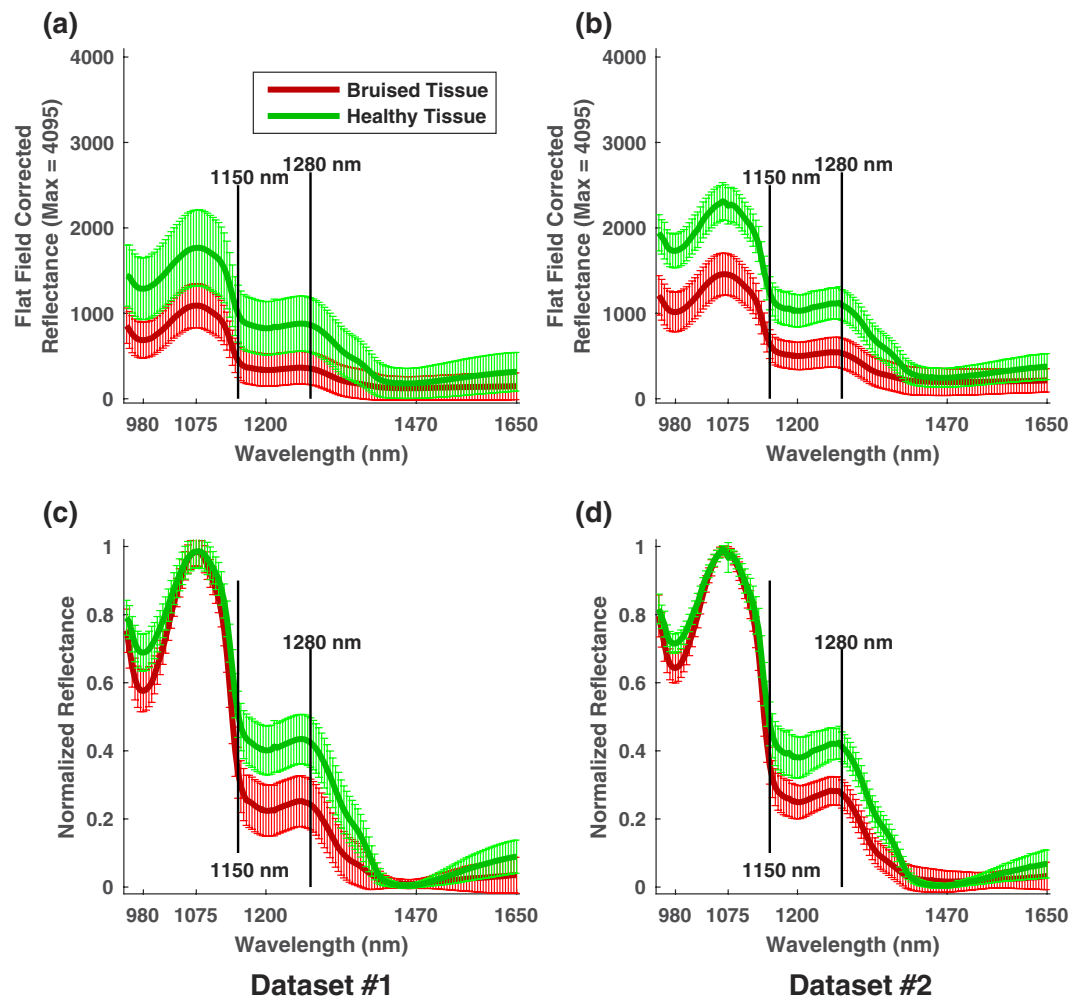 (a)
(b)
4000
3000
2000
1000
0
Flat Field Corrected
Reflectance (Max = 4095)
Bruised Tissue
Healthy Tissue
1150 nm
1280 nm
980
1075
1200
1470
1650
Wavelength (nm)
4000
3000
2000
1000
0
Flat Field Corrected
Reflectance (Max = 4095)
1150 nm
1280 nm
980
1075
1200
1470
1650
Wavelength (nm)
(c)
(d)
1
0.8
0.6
0.4
0.2
0
Normalized Reflectance
1280 nm
1150 nm
980
1075
1200
1470
1650
Wavelength (nm)
1
0.8
0.6
0.4
0.2
0
Normalized Reflectance
1280 nm
1150 nm
980
1075
1200
1470
1650
Wavelength (nm)
Dataset #1
Dataset #2